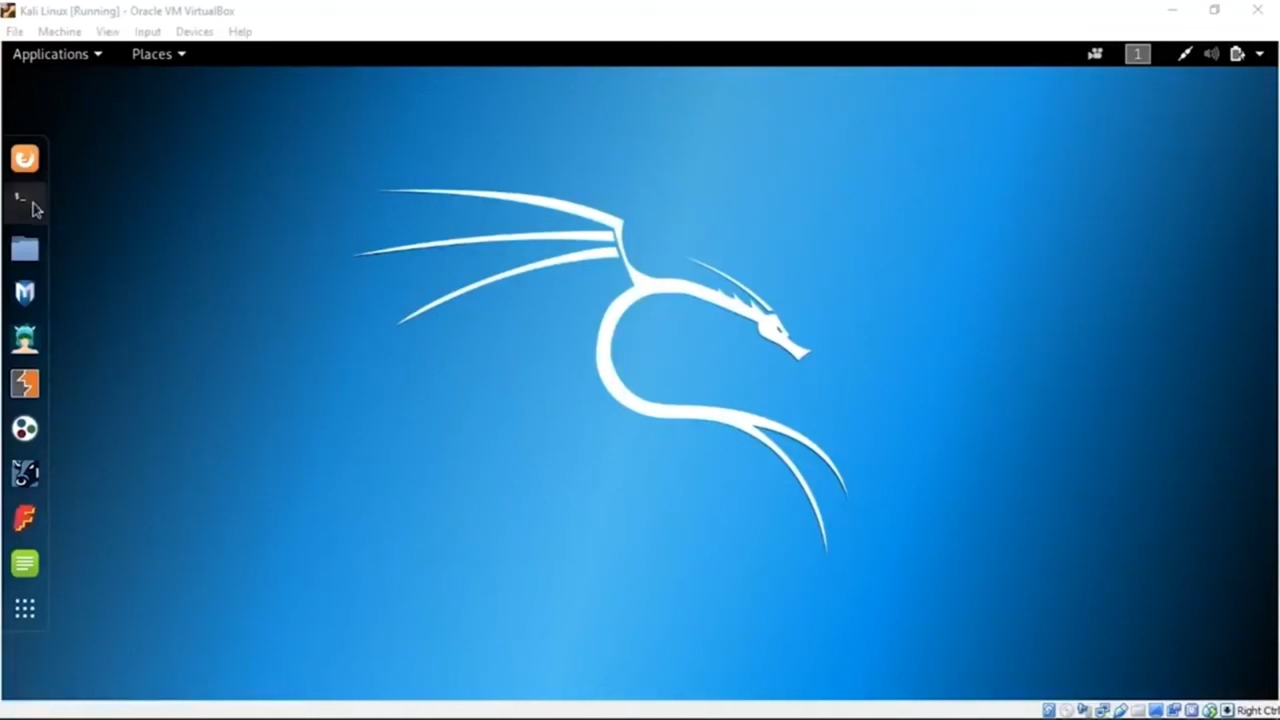 Kali Linux [Running] - Oracle VM VirtualBox
File Machine View Input Devices Help
Applications Places 1
Right Ctrl